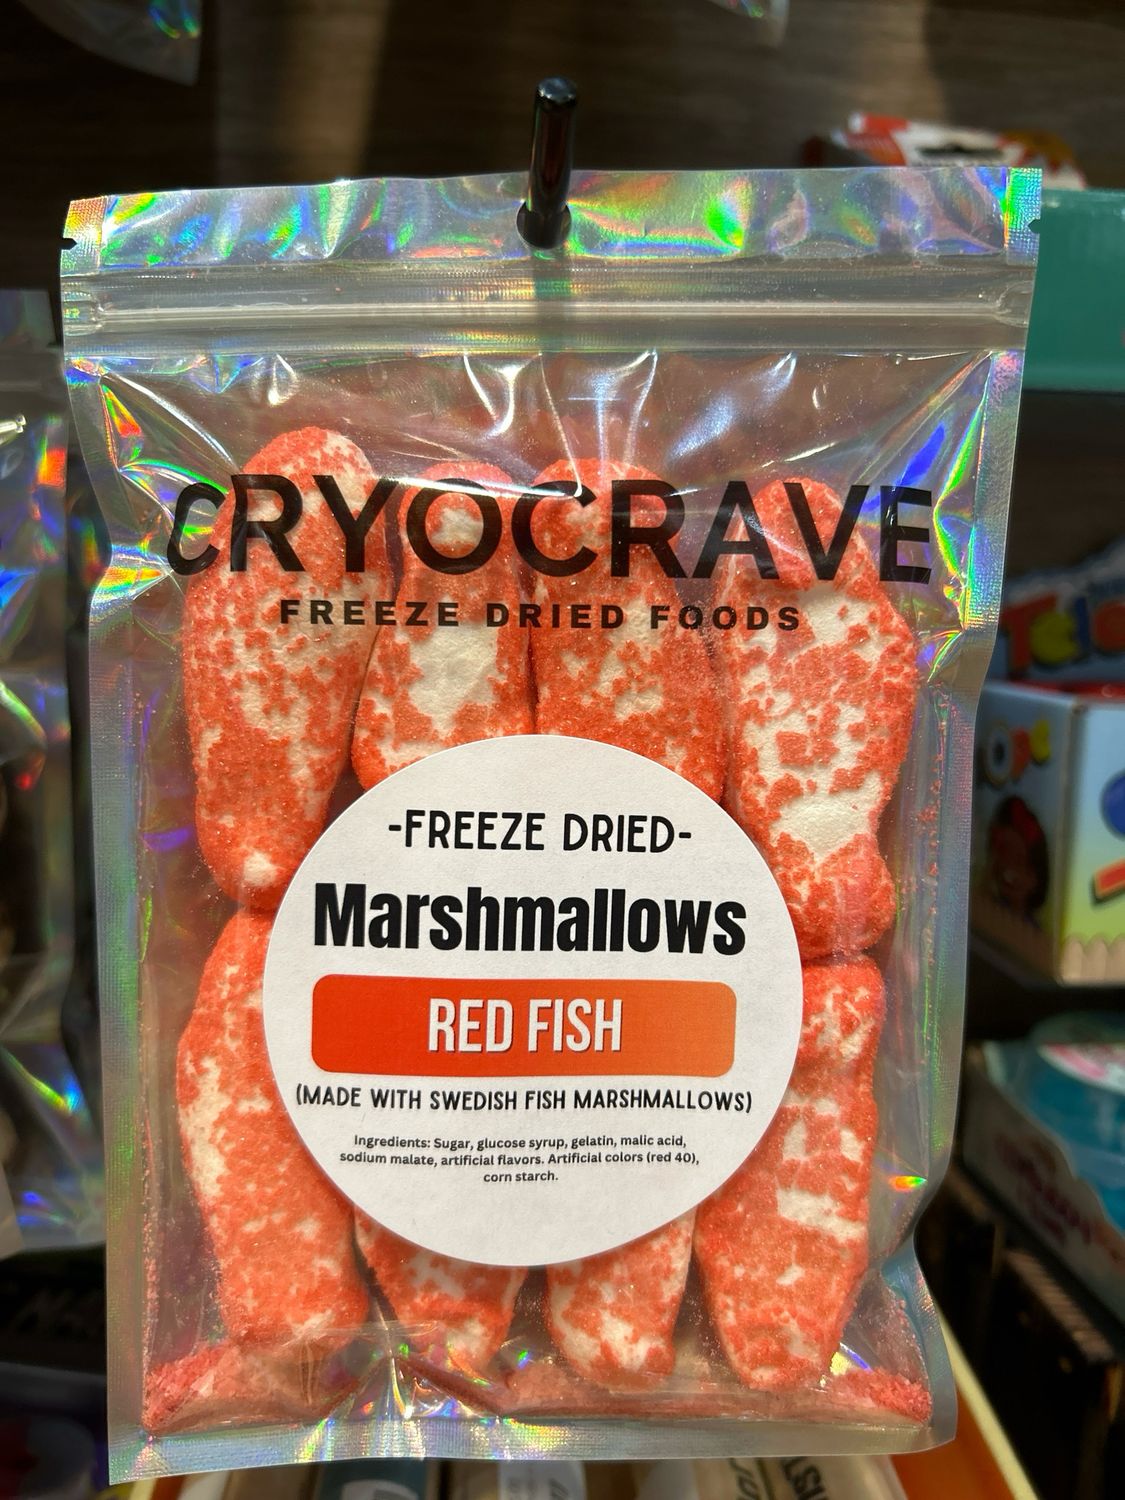 CRYOCRAVE
FREEZE DRIED FOODS
-FREEZE DRIED-
Marshmallows
RED FISH
(MADE WITH SWEDISH FISH MARSHMALLOWS)
Ingredients: Sugar, glucose syrup, gelatin, malic acid,
sodium malate, artificial flavors. Artificial colors (red 40),
corn starch.